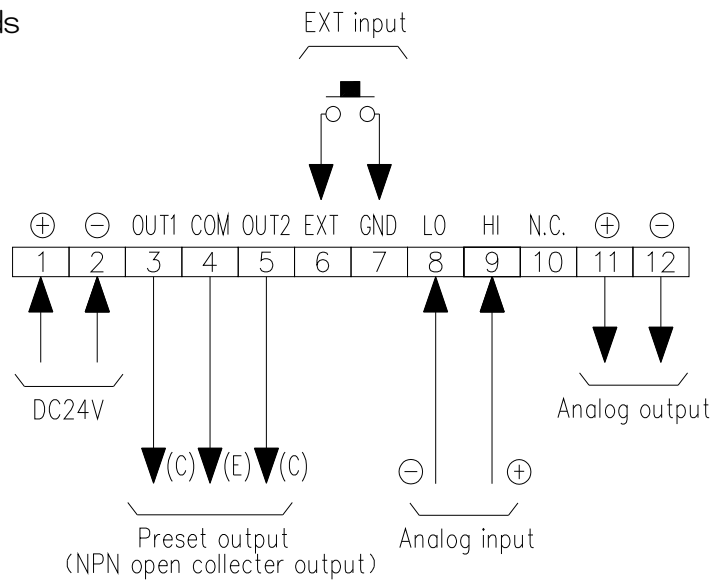 ds
EXT input
⊕ ⊖ OUT1 COM OUT2 EXT GND LO HI N.C. ⊕ ⊖
1 2 3 4 5 6 7 8 9 10 11 12
DC24V
Analog output
(C) (E) (C) ⊖ ⊕
Preset output
(NPN open collecter output)
Analog input